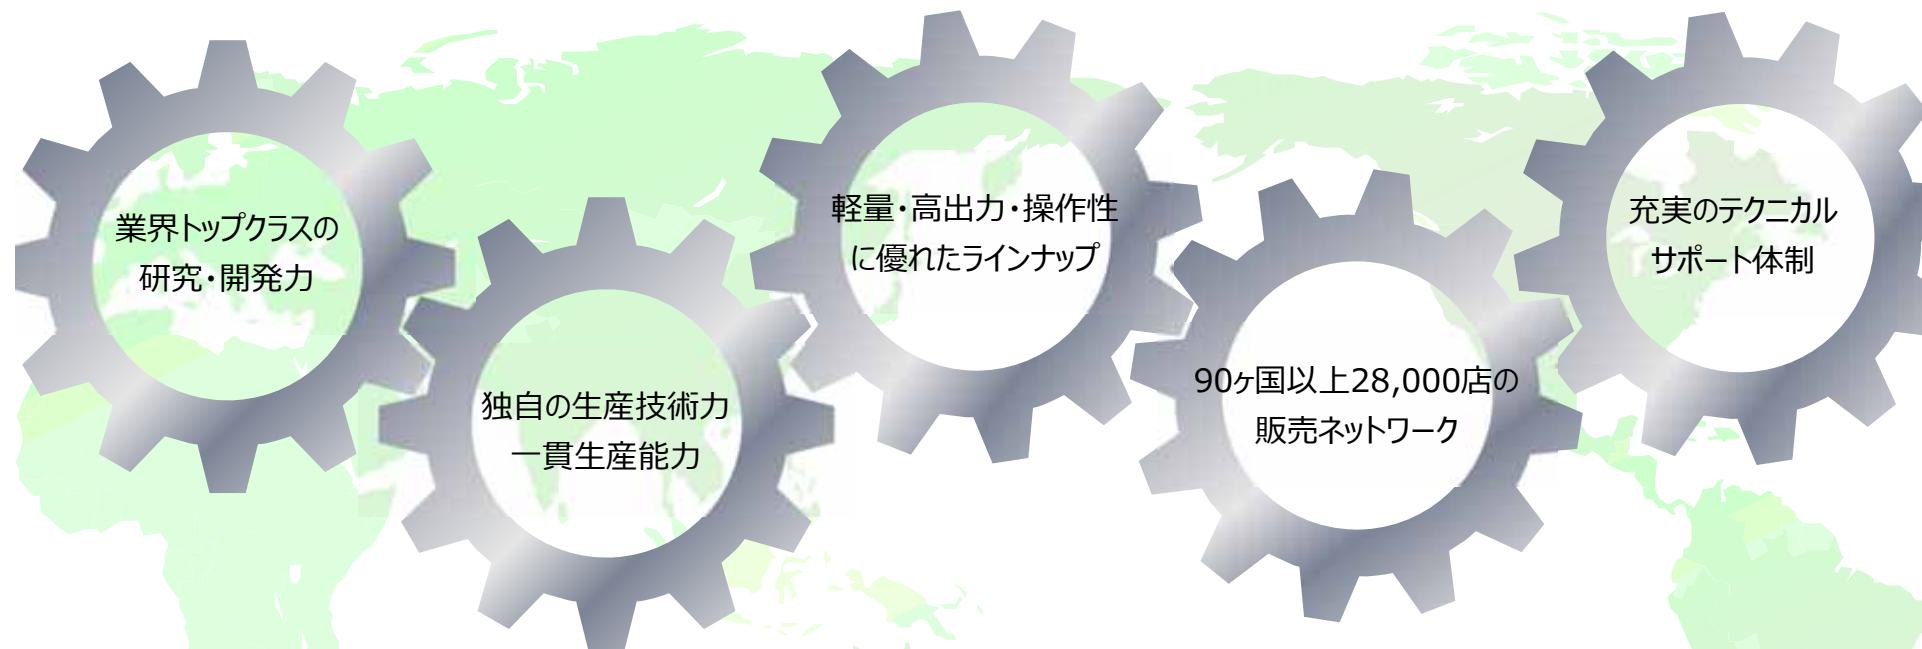 業界トップクラスの
研究・開発力
独自の生産技術力
一貫生産能力
軽量・高出力・操作性
に優れたラインナップ
90ヶ国以上28,000店の
販売ネットワーク
充実のテクニカル
サポート体制